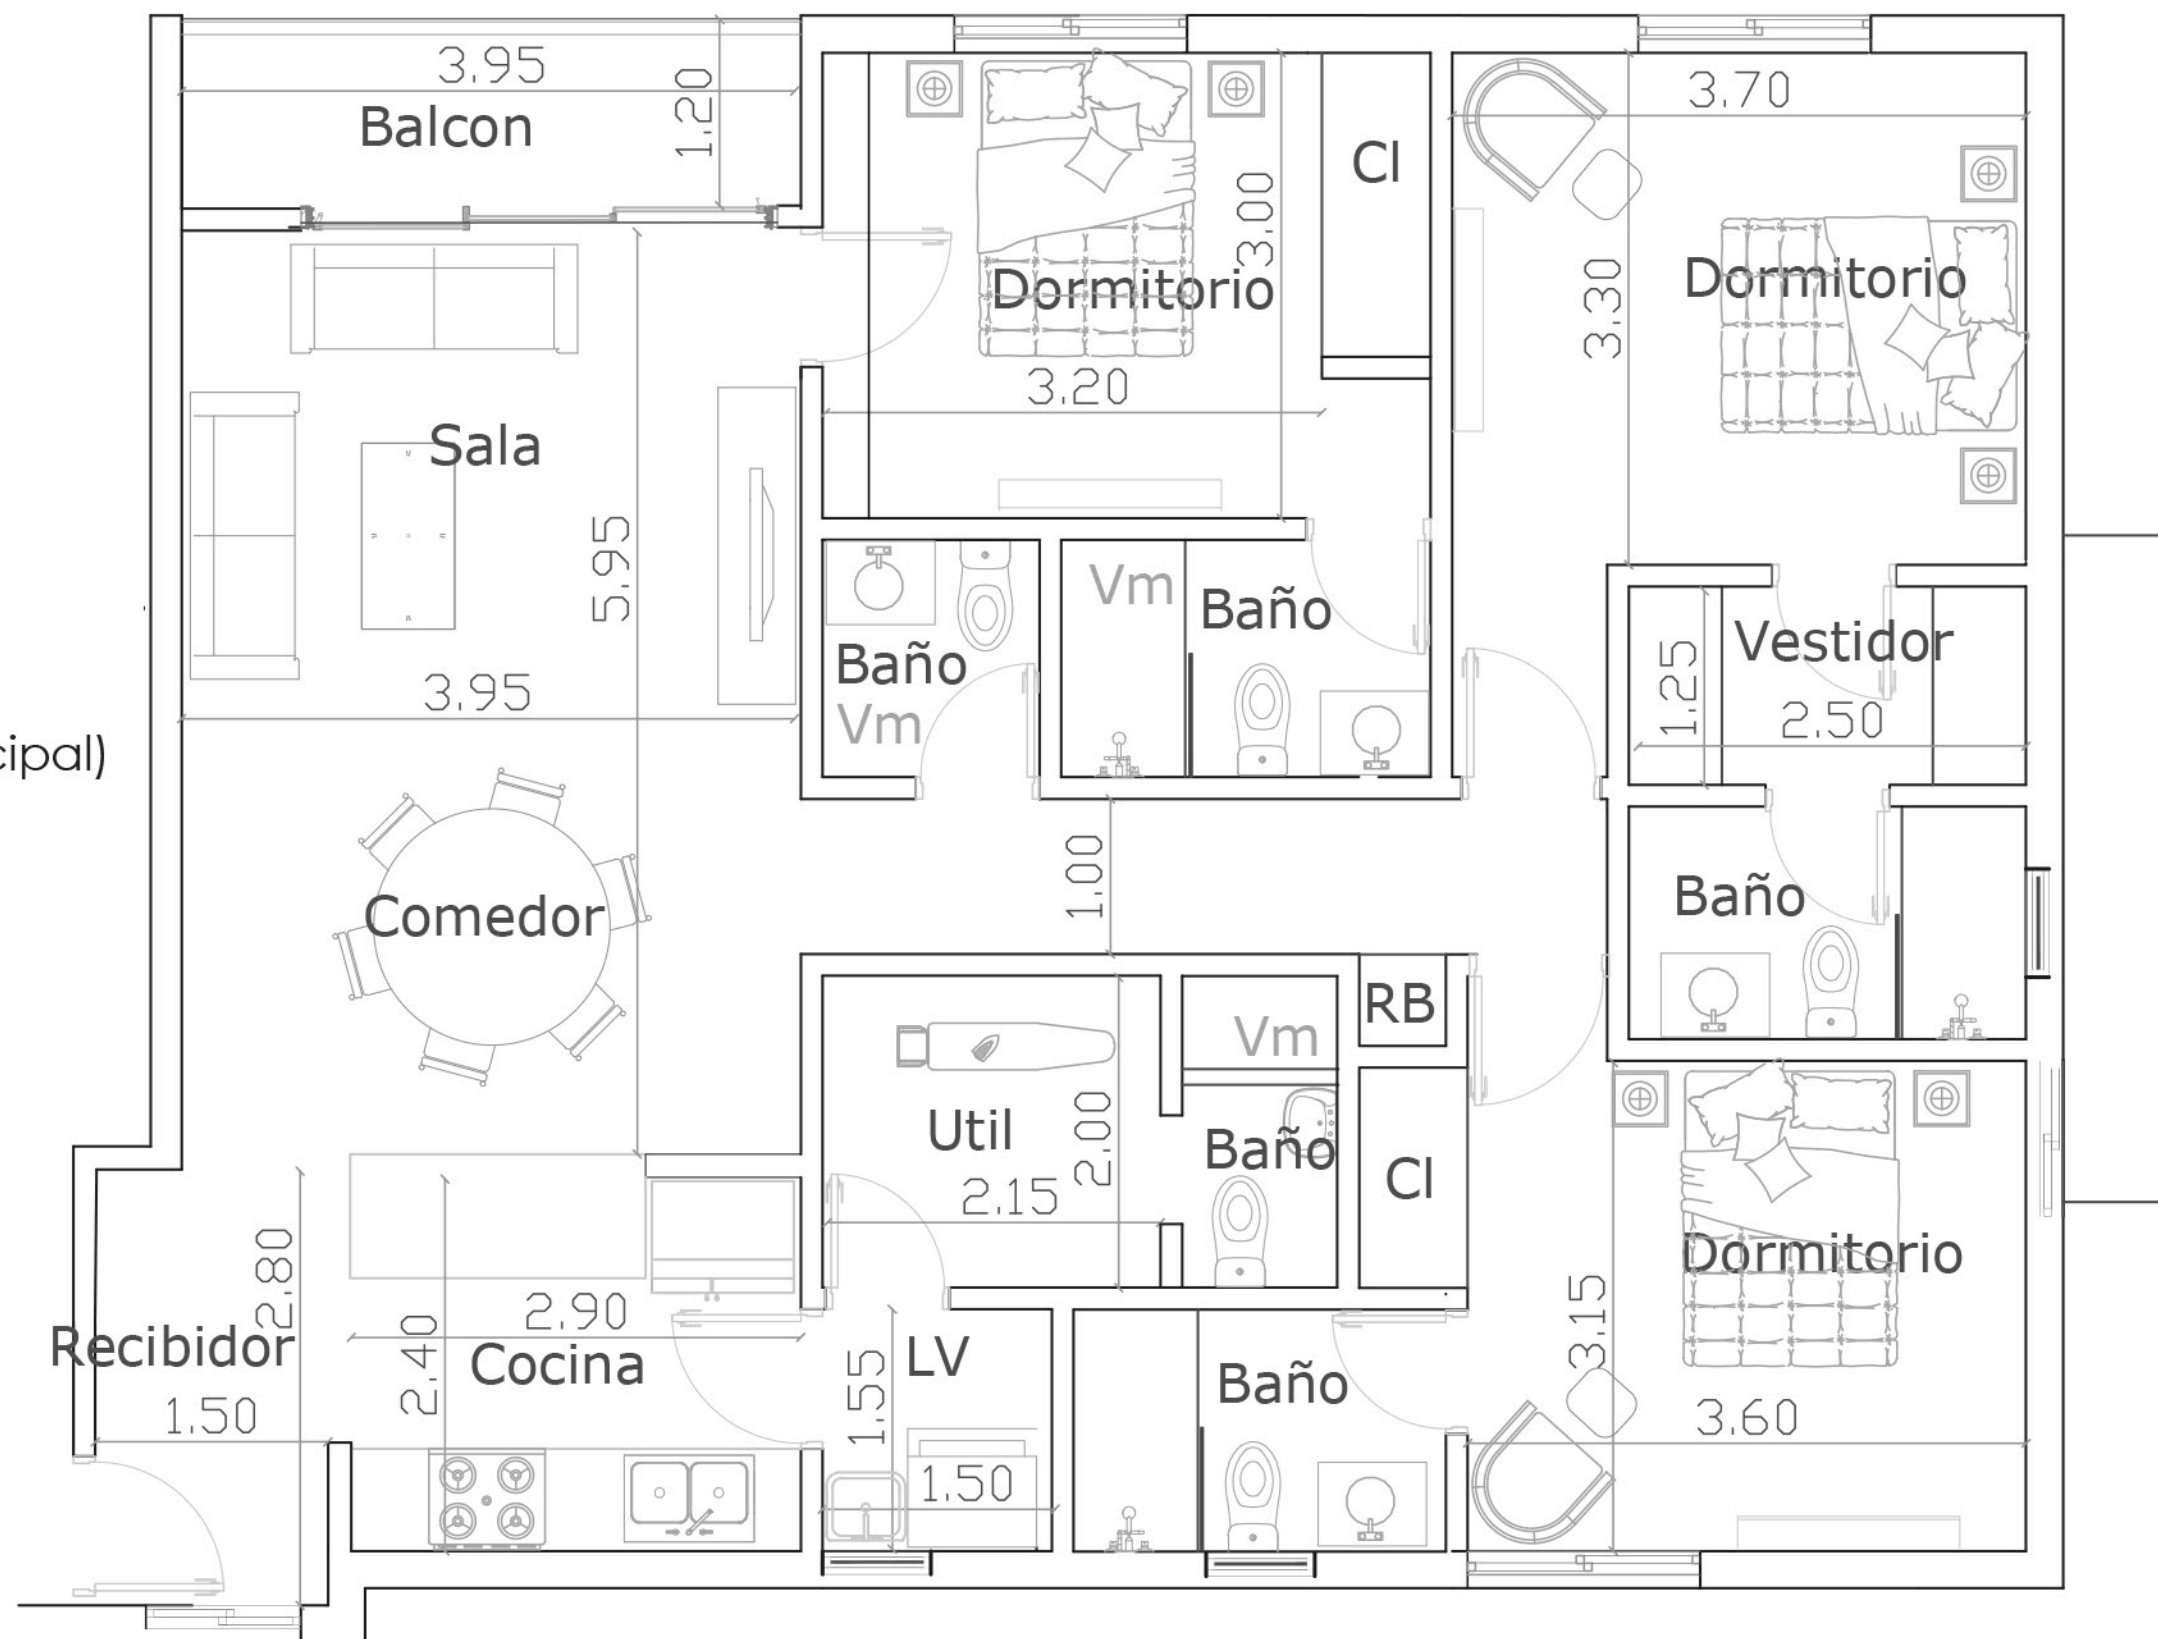 3.95
1.20
Balcon
3.70
Cl
3.00
Dormitorio
3.30
Dormitorio
3.20
Sala
5.95
3.95
Vm
Baño
Baño
Vm
Vestidor
1.25
2.50
cipal)
Comedor
1.00
Baño
RB
Vm
Util
2.00
2.15
Baño
Cl
2.80
2.90
2.40
Recibidor
Cocina
1.50
LV
1.55
1.50
Baño
Dormitorio
3.15
3.60